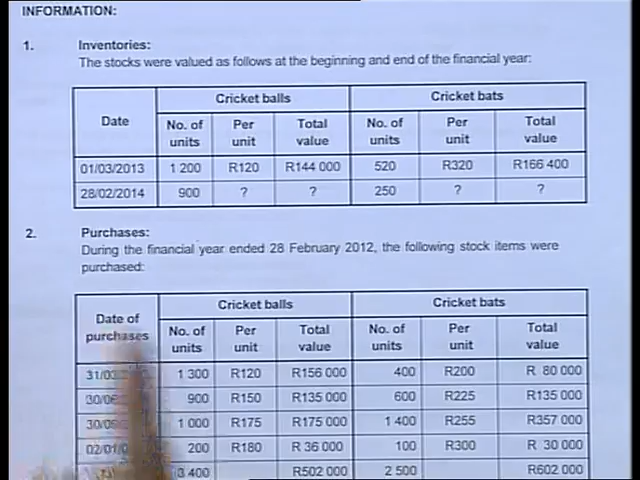 INFORMATION:
1. Inventories:
The stocks were valued as follows at the beginning and end of the financial year:
Date Cricket balls Cricket bats
No. of units Per unit Total value No. of units Per unit Total value
01/03/2013 1 200 R120 R144 000 520 R320 R166 400
28/02/2014 900 ? ? 250 ? ?
2. Purchases:
During the financial year ended 28 February 2012, the following stock items were
purchased:
Date of purchases Cricket balls Cricket bats
No. of units Per unit Total value No. of units Per unit Total value
1 300 R120 R156 000 400 R200 R 80 000
900 R150 R135 000 600 R225 R135 000
1 000 R175 R175 000 1 400 R255 R357 000
200 R180 R 36 000 100 R300 R 30 000
3 400 R502 000 2 500 R602 000